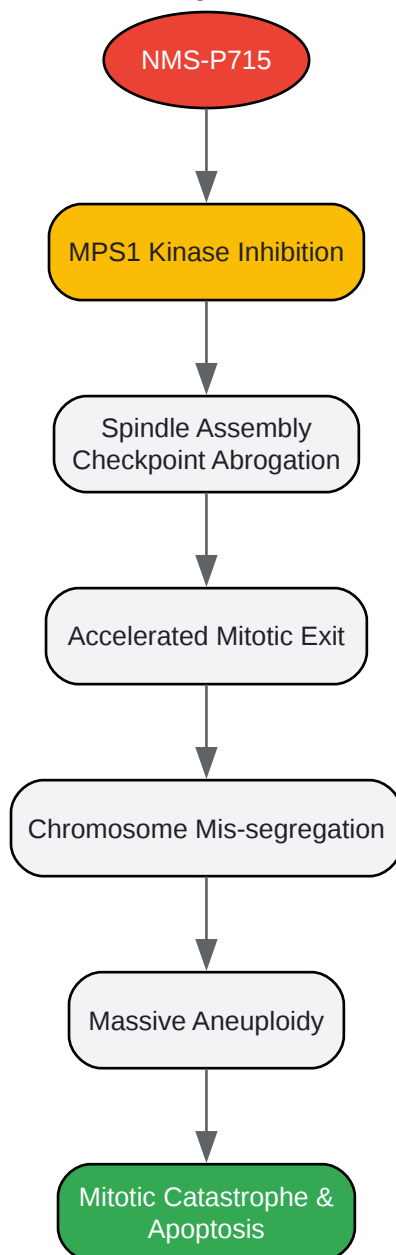 NMS-P715
MPS1 Kinase Inhibition
Spindle Assembly
Checkpoint Abrogation
Accelerated Mitotic Exit
Chromosome Mis-segregation
Massive Aneuploidy
Mitotic Catastrophe &
Apoptosis